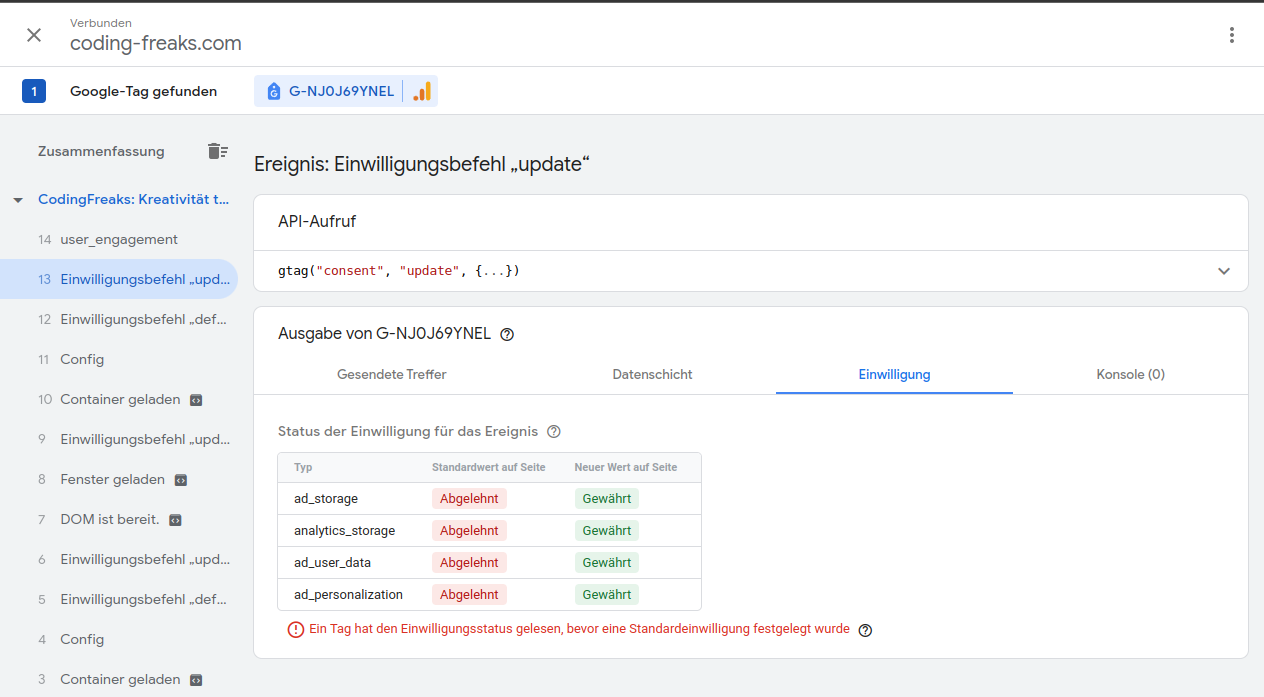 Verbunden
coding-freaks.com
1 Google-Tag gefunden G-NJ0J69YNEL
Zusammenfassung
CodingFreaks: Kreativität t...
14 user_engagement
13 Einwilligungsbefehl „upd...
12 Einwilligungsbefehl „def...
11 Config
10 Container geladen
9 Einwilligungsbefehl „upd...
8 Fenster geladen
7 DOM ist bereit.
6 Einwilligungsbefehl „upd...
5 Einwilligungsbefehl „def...
4 Config
3 Container geladen
Ereignis: Einwilligungsbefehl „update“
API-Aufruf
gtag("consent", "update", {...})
Ausgabe von G-NJ0J69YNEL
Gesendete Treffer Datenschicht Einwilligung Konsole (0)
Status der Einwilligung für das Ereignis
Typ Standardwert auf Seite Neuer Wert auf Seite
ad_storage Abgelehnt Gewährt
analytics_storage Abgelehnt Gewährt
ad_user_data Abgelehnt Gewährt
ad_personalization Abgelehnt Gewährt
Ein Tag hat den Einwilligungsstatus gelesen, bevor eine Standardeinwilligung festgelegt wurde